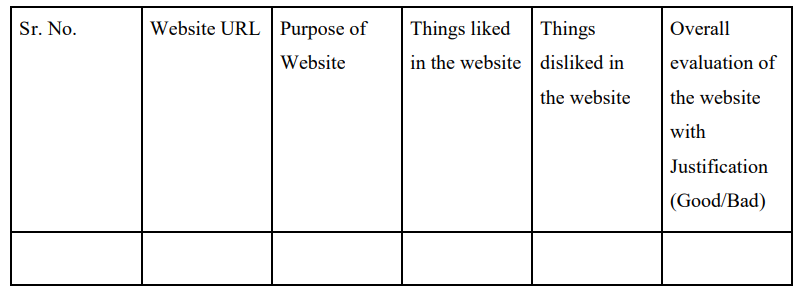 Sr. No.
Website URL
Purpose of
Website
Things liked
in the website
Things
disliked in
the website
Overall
evaluation of
the website
with
Justification
(Good/Bad)